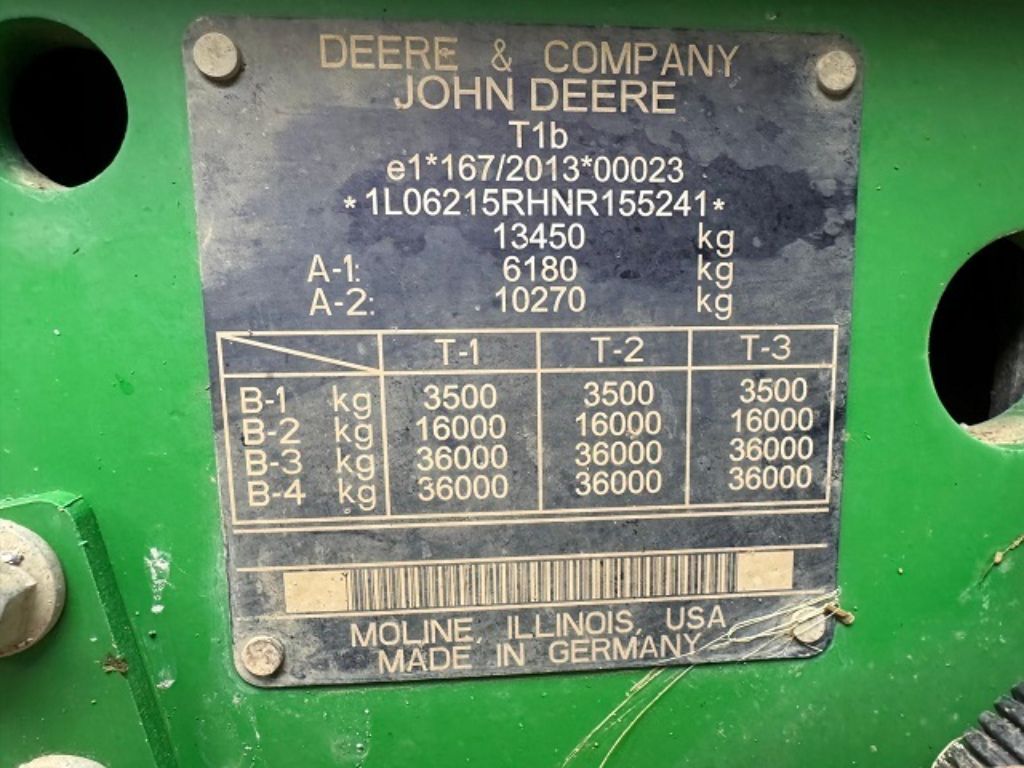 DEERE & COMPANY
JOHN DEERE
T1b
e1*167/2013*00023
*1L06215RHNR155241*
13450 kg
A-1: 6180 kg
A-2: 10270 kg
T-1 T-2 T-3
B-1 kg 3500 3500 3500
B-2 kg 16000 16000 16000
B-3 kg 36000 36000 36000
B-4 kg 36000 36000 36000
MOLINE, ILLINOIS, USA
MADE IN GERMANY